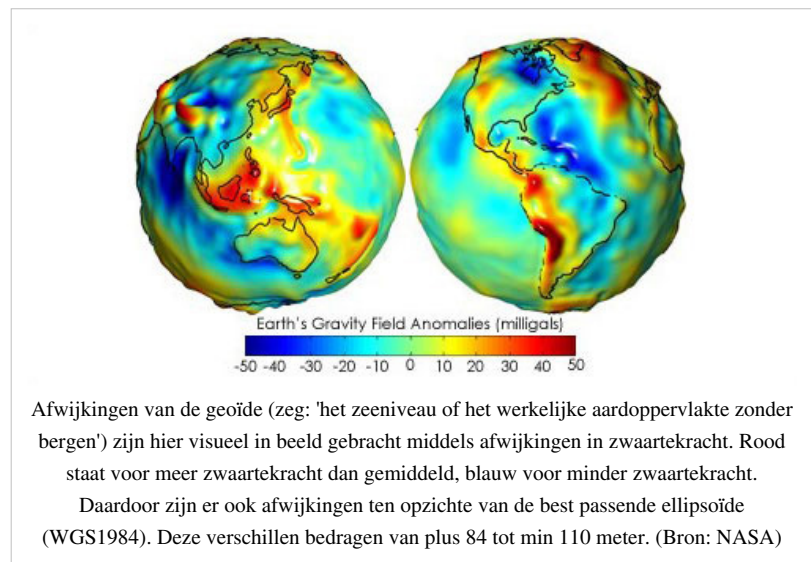 Earth's Gravity Field Anomalies (milligals)
-50 -40 -30 -20 -10 0 10 20 30 40 50
Afwijkingen van de geoïde (zeg: 'het zeeniveau of het werkelijke aardoppervlakte zonder
bergen') zijn hier visueel in beeld gebracht middels afwijkingen in zwaartekracht. Rood
staat voor meer zwaartekracht dan gemiddeld, blauw voor minder zwaartekracht.
Daardoor zijn er ook afwijkingen ten opzichte van de best passende ellipsoïde
(WGS1984). Deze verschillen bedragen van plus 84 tot min 110 meter. (Bron: NASA)